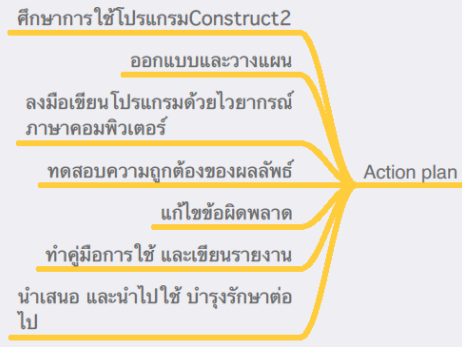 ศึกษาการใช้โปรแกรมConstruct2
ออกแบบและวางแผน
ลงมือเขียนโปรแกรมด้วยไวยากรณ์
ภาษาคอมพิวเตอร์
ทดสอบความถูกต้องของผลลัพธ์
Action plan
แก้ไขข้อผิดพลาด
ทำคู่มือการใช้ และเขียนรายงาน
นำเสนอ และนำไปใช้ บำรุงรักษาต่อ
ไป